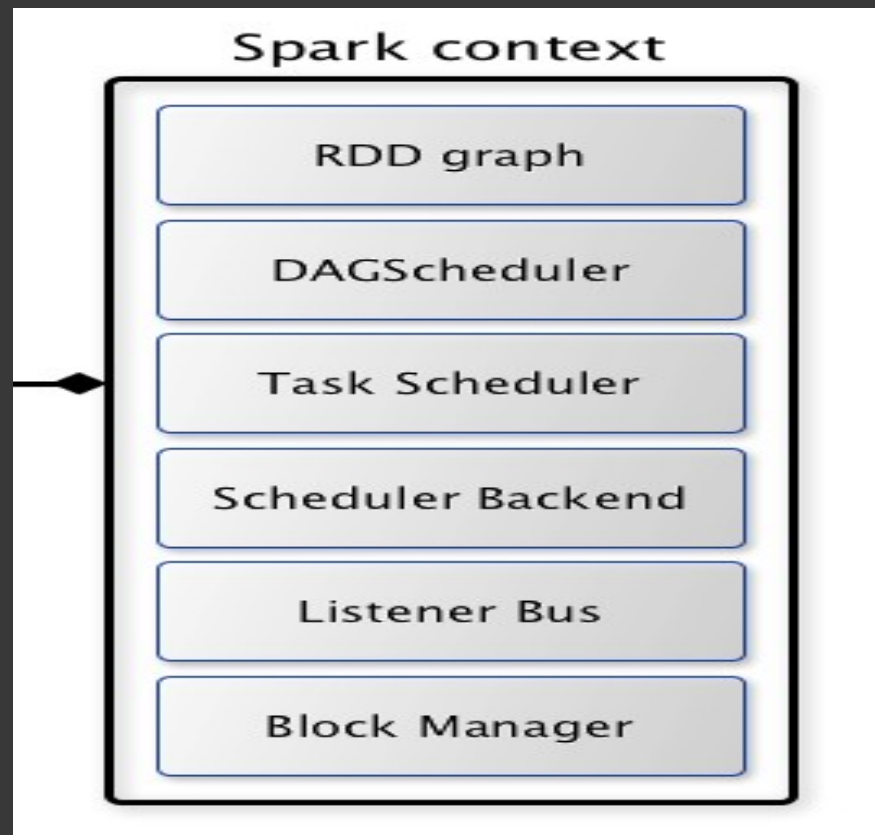 Spark context
RDD graph
DAGScheduler
Task Scheduler
Scheduler Backend
Listener Bus
Block Manager